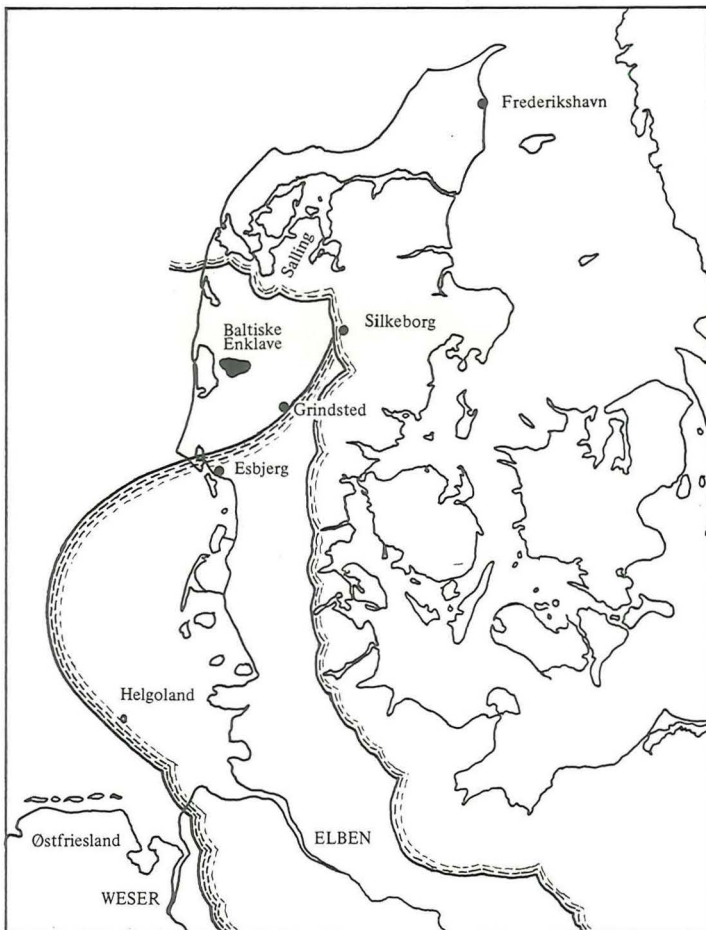 Frederikshavn
Salling
Silkeborg
Baltiske
Enklave
Grindsted
Esbjerg
Helgoland
Østfriesland
ELBEN
WESER